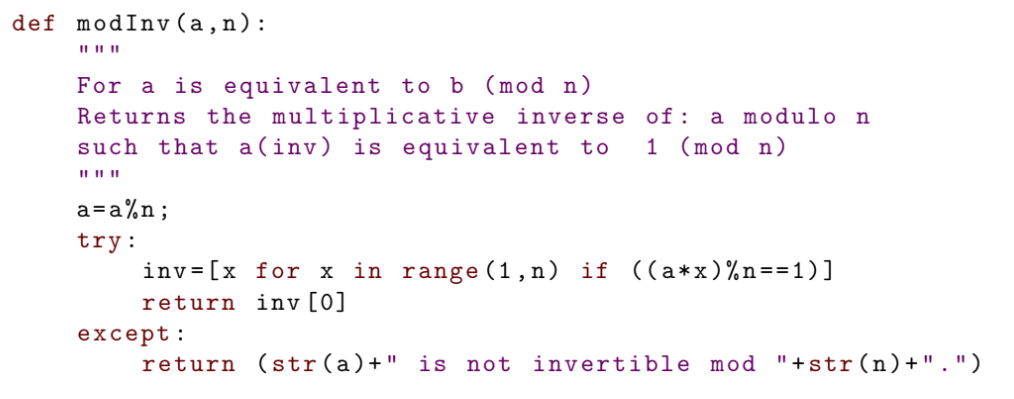 def modInv(a,n):
    """
    For a is equivalent to b (mod n)
    Returns the multiplicative inverse of: a modulo n
    such that a(inv) is equivalent to  1 (mod n)
    """
    a=a%n;
    try:
        inv=[x for x in range(1,n) if ((a*x)%n==1)]
        return inv[0]
    except:
        return (str(a)+" is not invertible mod "+str(n)+".")